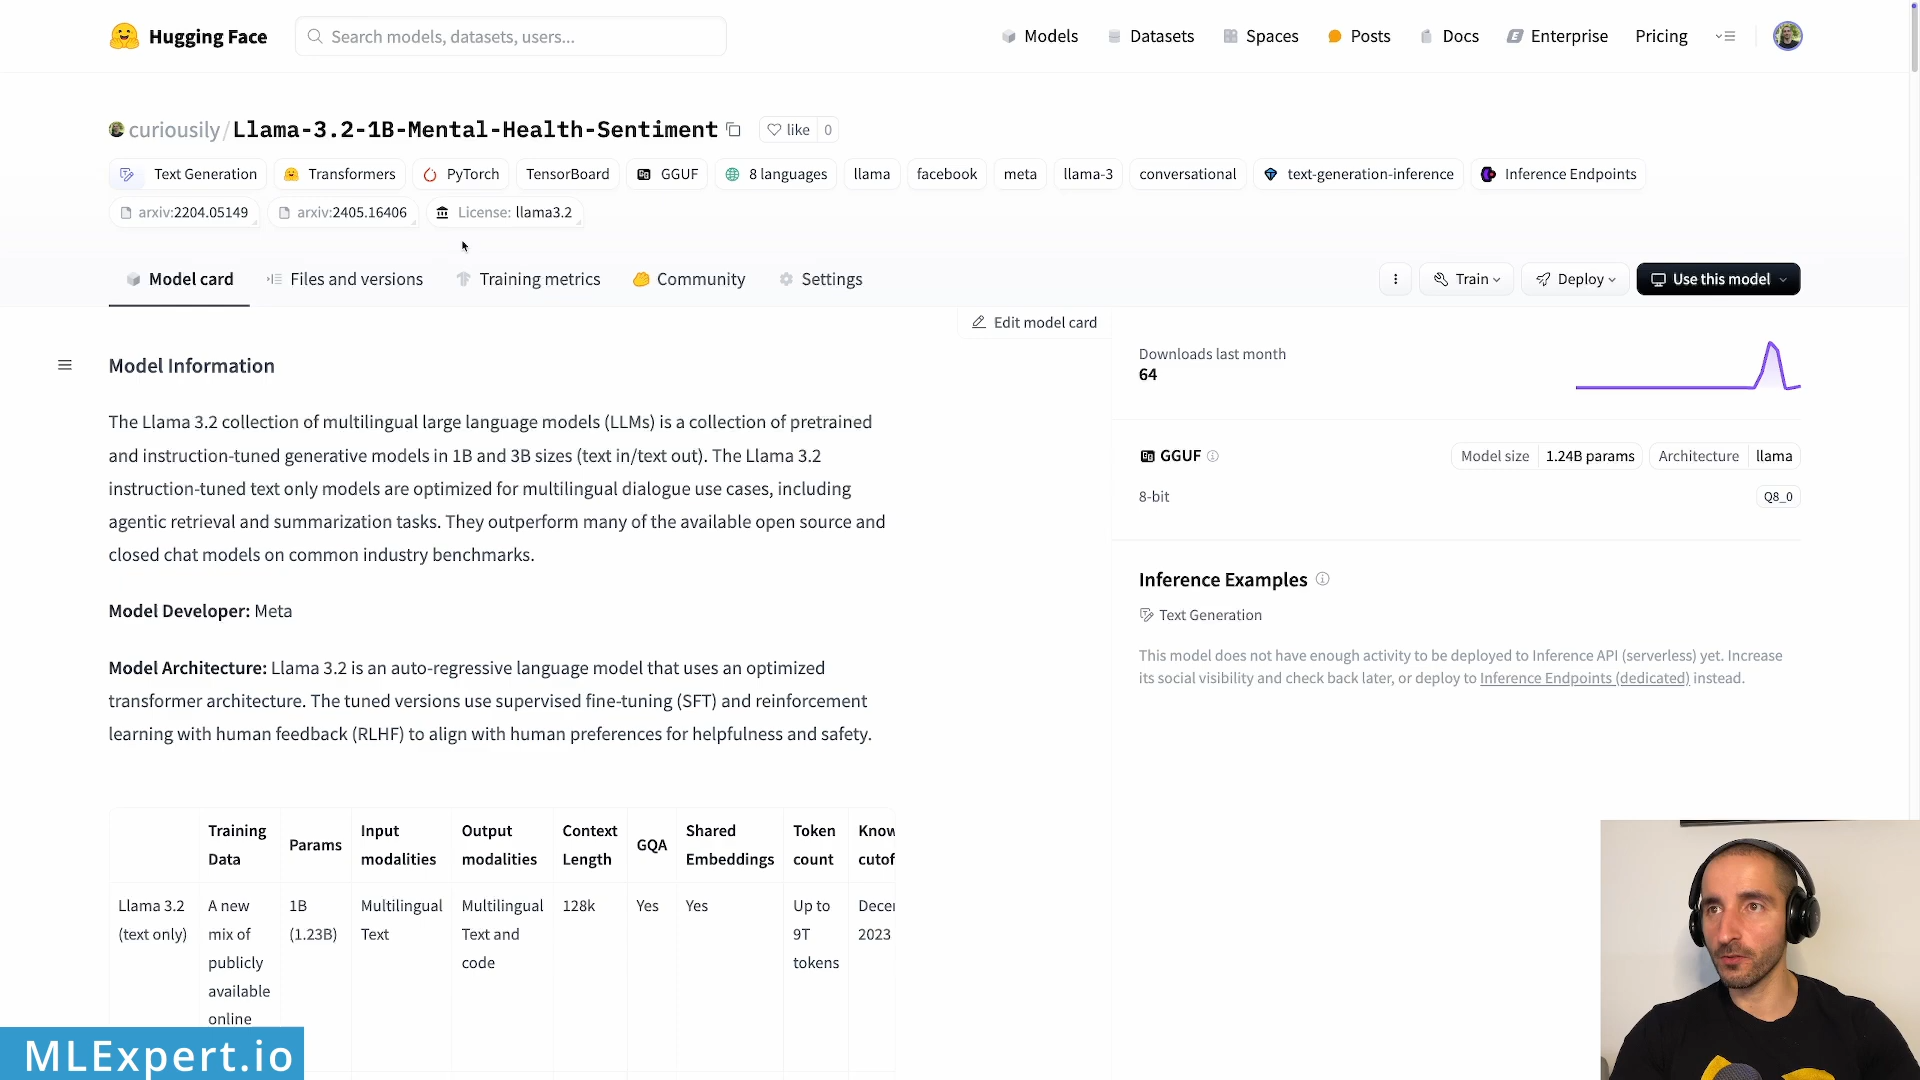 Hugging Face
Search models, datasets, users...
Models
Datasets
Spaces
Posts
Docs
Enterprise
Pricing
curiousily/Llama-3.2-1B-Mental-Health-Sentiment
like 0
Text Generation
Transformers
PyTorch
TensorBoard
GGUF
8 languages
llama
facebook
meta
llama-3
conversational
text-generation-inference
Inference Endpoints
arxiv:2204.05149
arxiv:2405.16406
License: llama3.2
Model card
Files and versions
Training metrics
Community
Settings
Train
Deploy
Use this model
Edit model card
Model Information
The Llama 3.2 collection of multilingual large language models (LLMs) is a collection of pretrained
and instruction-tuned generative models in 1B and 3B sizes (text in/text out). The Llama 3.2
instruction-tuned text only models are optimized for multilingual dialogue use cases, including
agentic retrieval and summarization tasks. They outperform many of the available open source and
closed chat models on common industry benchmarks.
Model Developer: Meta
Model Architecture: Llama 3.2 is an auto-regressive language model that uses an optimized
transformer architecture. The tuned versions use supervised fine-tuning (SFT) and reinforcement
learning with human feedback (RLHF) to align with human preferences for helpfulness and safety.
Training
Data
Params
Input
modalities
Output
modalities
Context
Length
GQA
Shared
Embeddings
Token
count
Know
cutof
Llama 3.2
(text only)
A new
mix of
publicly
available
online
1B
(1.23B)
Multilingual
Text
Multilingual
Text and
code
128k
Yes
Yes
Up to
9T
tokens
Decer
2023
Downloads last month
64
GGUF
Model size 1.24B params
Architecture llama
8-bit
Q8_0
Inference Examples
Text Generation
This model does not have enough activity to be deployed to Inference API (serverless) yet. Increase
its social visibility and check back later, or deploy to Inference Endpoints (dedicated) instead.
MLExpert.io